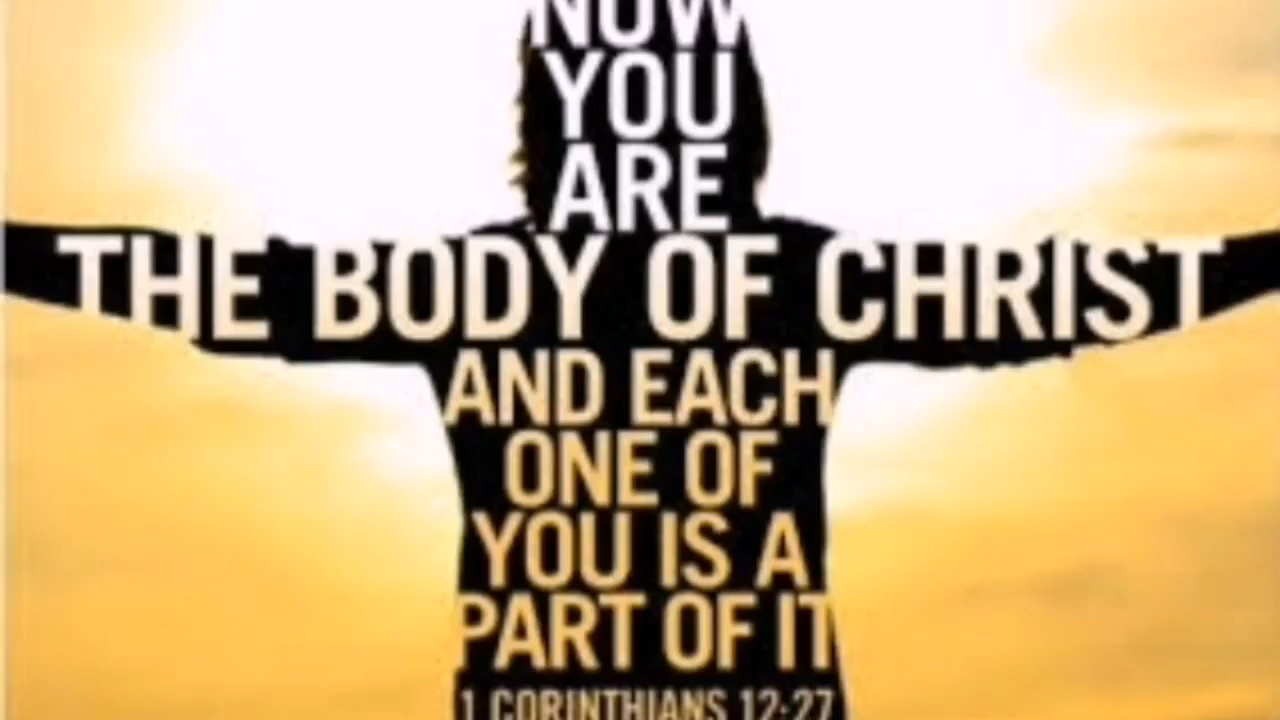 NOW
YOU
ARE
THE BODY OF CHRIST
AND EACH
ONE OF
YOU IS A
PART OF IT
1 CORINTHIANS 12:27